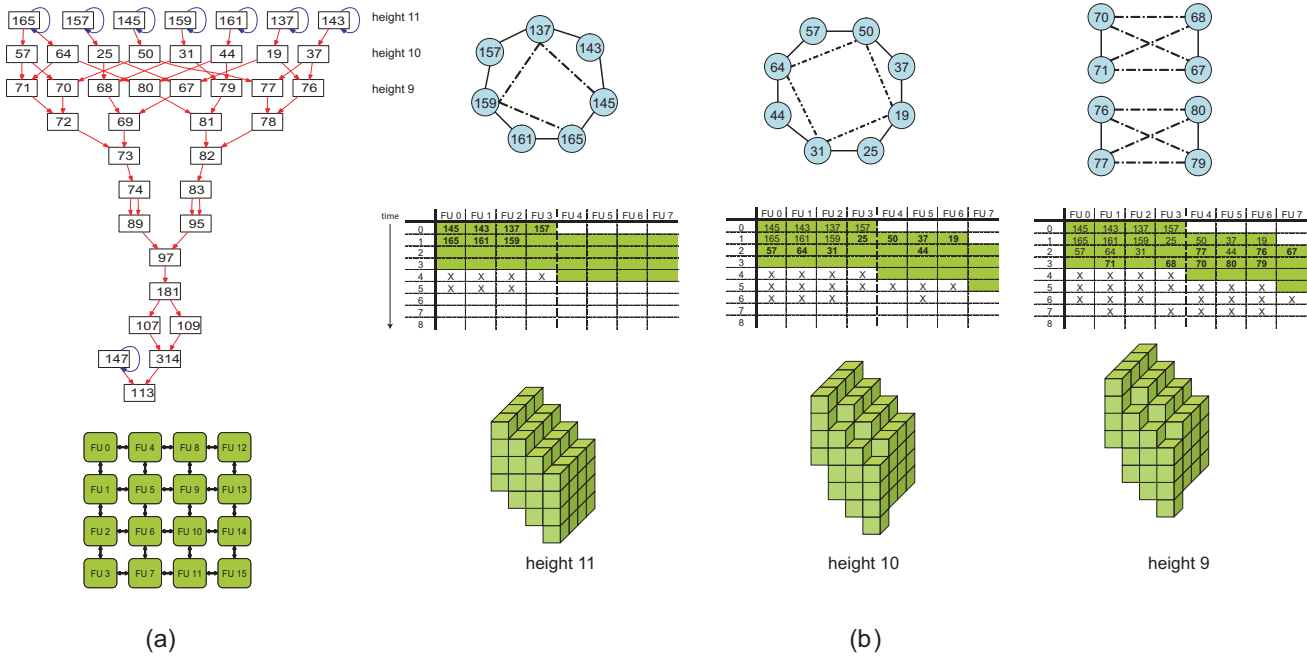 165 157 145 159 161 137 143 height 11
57 64 25 50 31 44 19 37 height 10
71 70 68 80 67 79 77 76 height 9
72 69 81 78
73 82
74 83
89 95
97
181
107 109
147 314
113
FU 0 FU 4 FU 8 FU 12
FU 1 FU 5 FU 9 FU 13
FU 2 FU 6 FU 10 FU 14
FU 3 FU 7 FU 11 FU 15
(a)
137
157 143
159 145
161 165
57 50
64 37
44 19
31 25
70 68
71 67
76 80
77 79
time
FU 0 FU 1 FU 2 FU 3 FU 4 FU 5 FU 6 FU 7
0 145 143 137 157
1 165 161 159
2
3
4 X X X X
5 X X X
6
7
8
FU 0 FU 1 FU 2 FU 3 FU 4 FU 5 FU 6 FU 7
0 145 143 137 157
1 165 161 159 25 50 37 19
2 57 64 31 44
3
4 X X X X
5 X X X X X X X
6 X X X X
7
8
FU 0 FU 1 FU 2 FU 3 FU 4 FU 5 FU 6 FU 7
0 145 143 137 157
1 165 161 159 25 50 37 19
2 57 64 31 77 44 76 67
3 71 68 70 80 79
4 X X X X
5 X X X X X X X
6 X X X X X X X
7 X X X X X
8
height 11
height 10
height 9
(b)